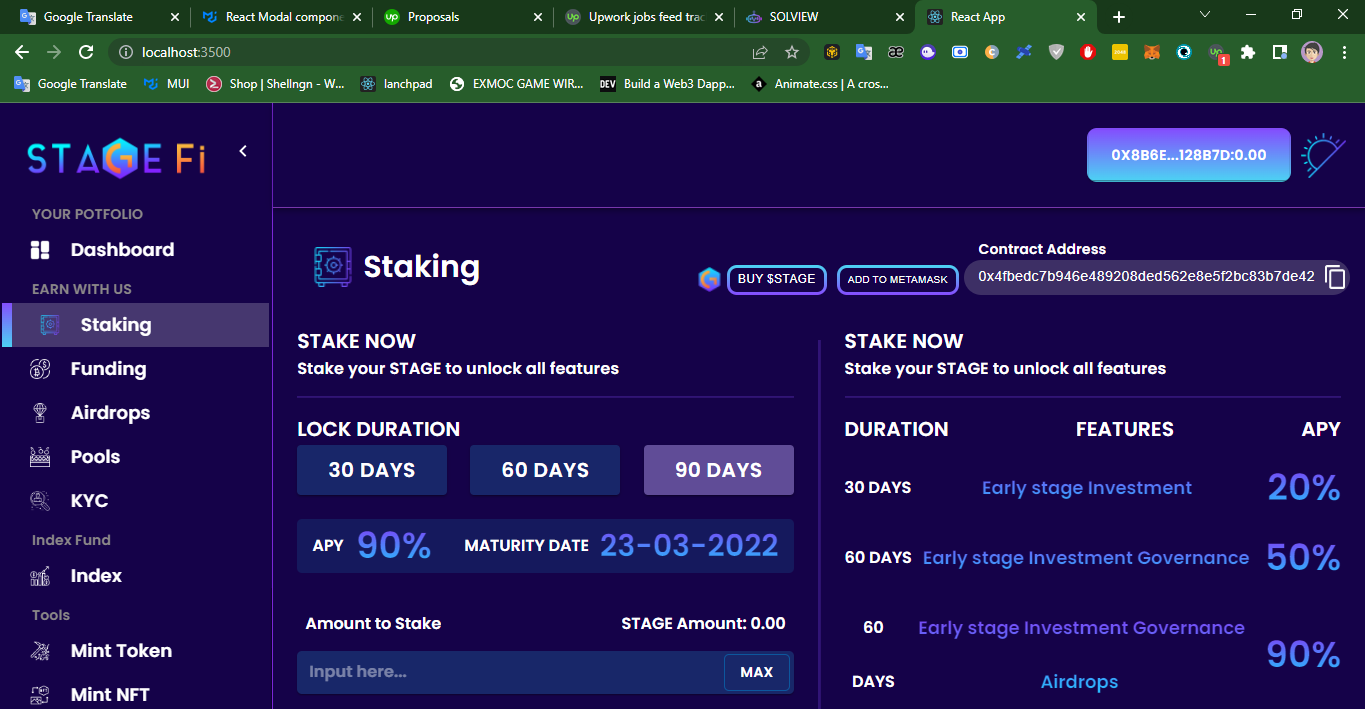 Google Translate
React Modal compone
Proposals
Upwork jobs feed trac
SOLVIEW
React App
localhost:3500
1
Google Translate
MUI
Shop | Shellngn - W...
lanchpad
EXMOC GAME WIR...
DEV
Build a Web3 Dapp...
a
Animate.css | A cros...
STAGE Fi
0X8B6E...128B7D:0.00
YOUR POTFOLIO
Dashboard
EARN WITH US
Staking
Funding
Airdrops
Pools
KYC
Index Fund
Index
Tools
Mint Token
Mint NFT
Staking
BUY $STAGE
ADD TO METAMASK
Contract Address
0x4fbedc7b946e489208ded562e8e5f2bc83b7de42
STAKE NOW
Stake your STAGE to unlock all features
LOCK DURATION
30 DAYS
60 DAYS
90 DAYS
APY 90% MATURITY DATE 23-03-2022
Amount to Stake
STAGE Amount: 0.00
Input here...
MAX
STAKE NOW
Stake your STAGE to unlock all features
DURATION FEATURES APY
30 DAYS Early stage Investment 20%
60 DAYS Early stage Investment Governance 50%
60 Early stage Investment Governance 90%
DAYS Airdrops